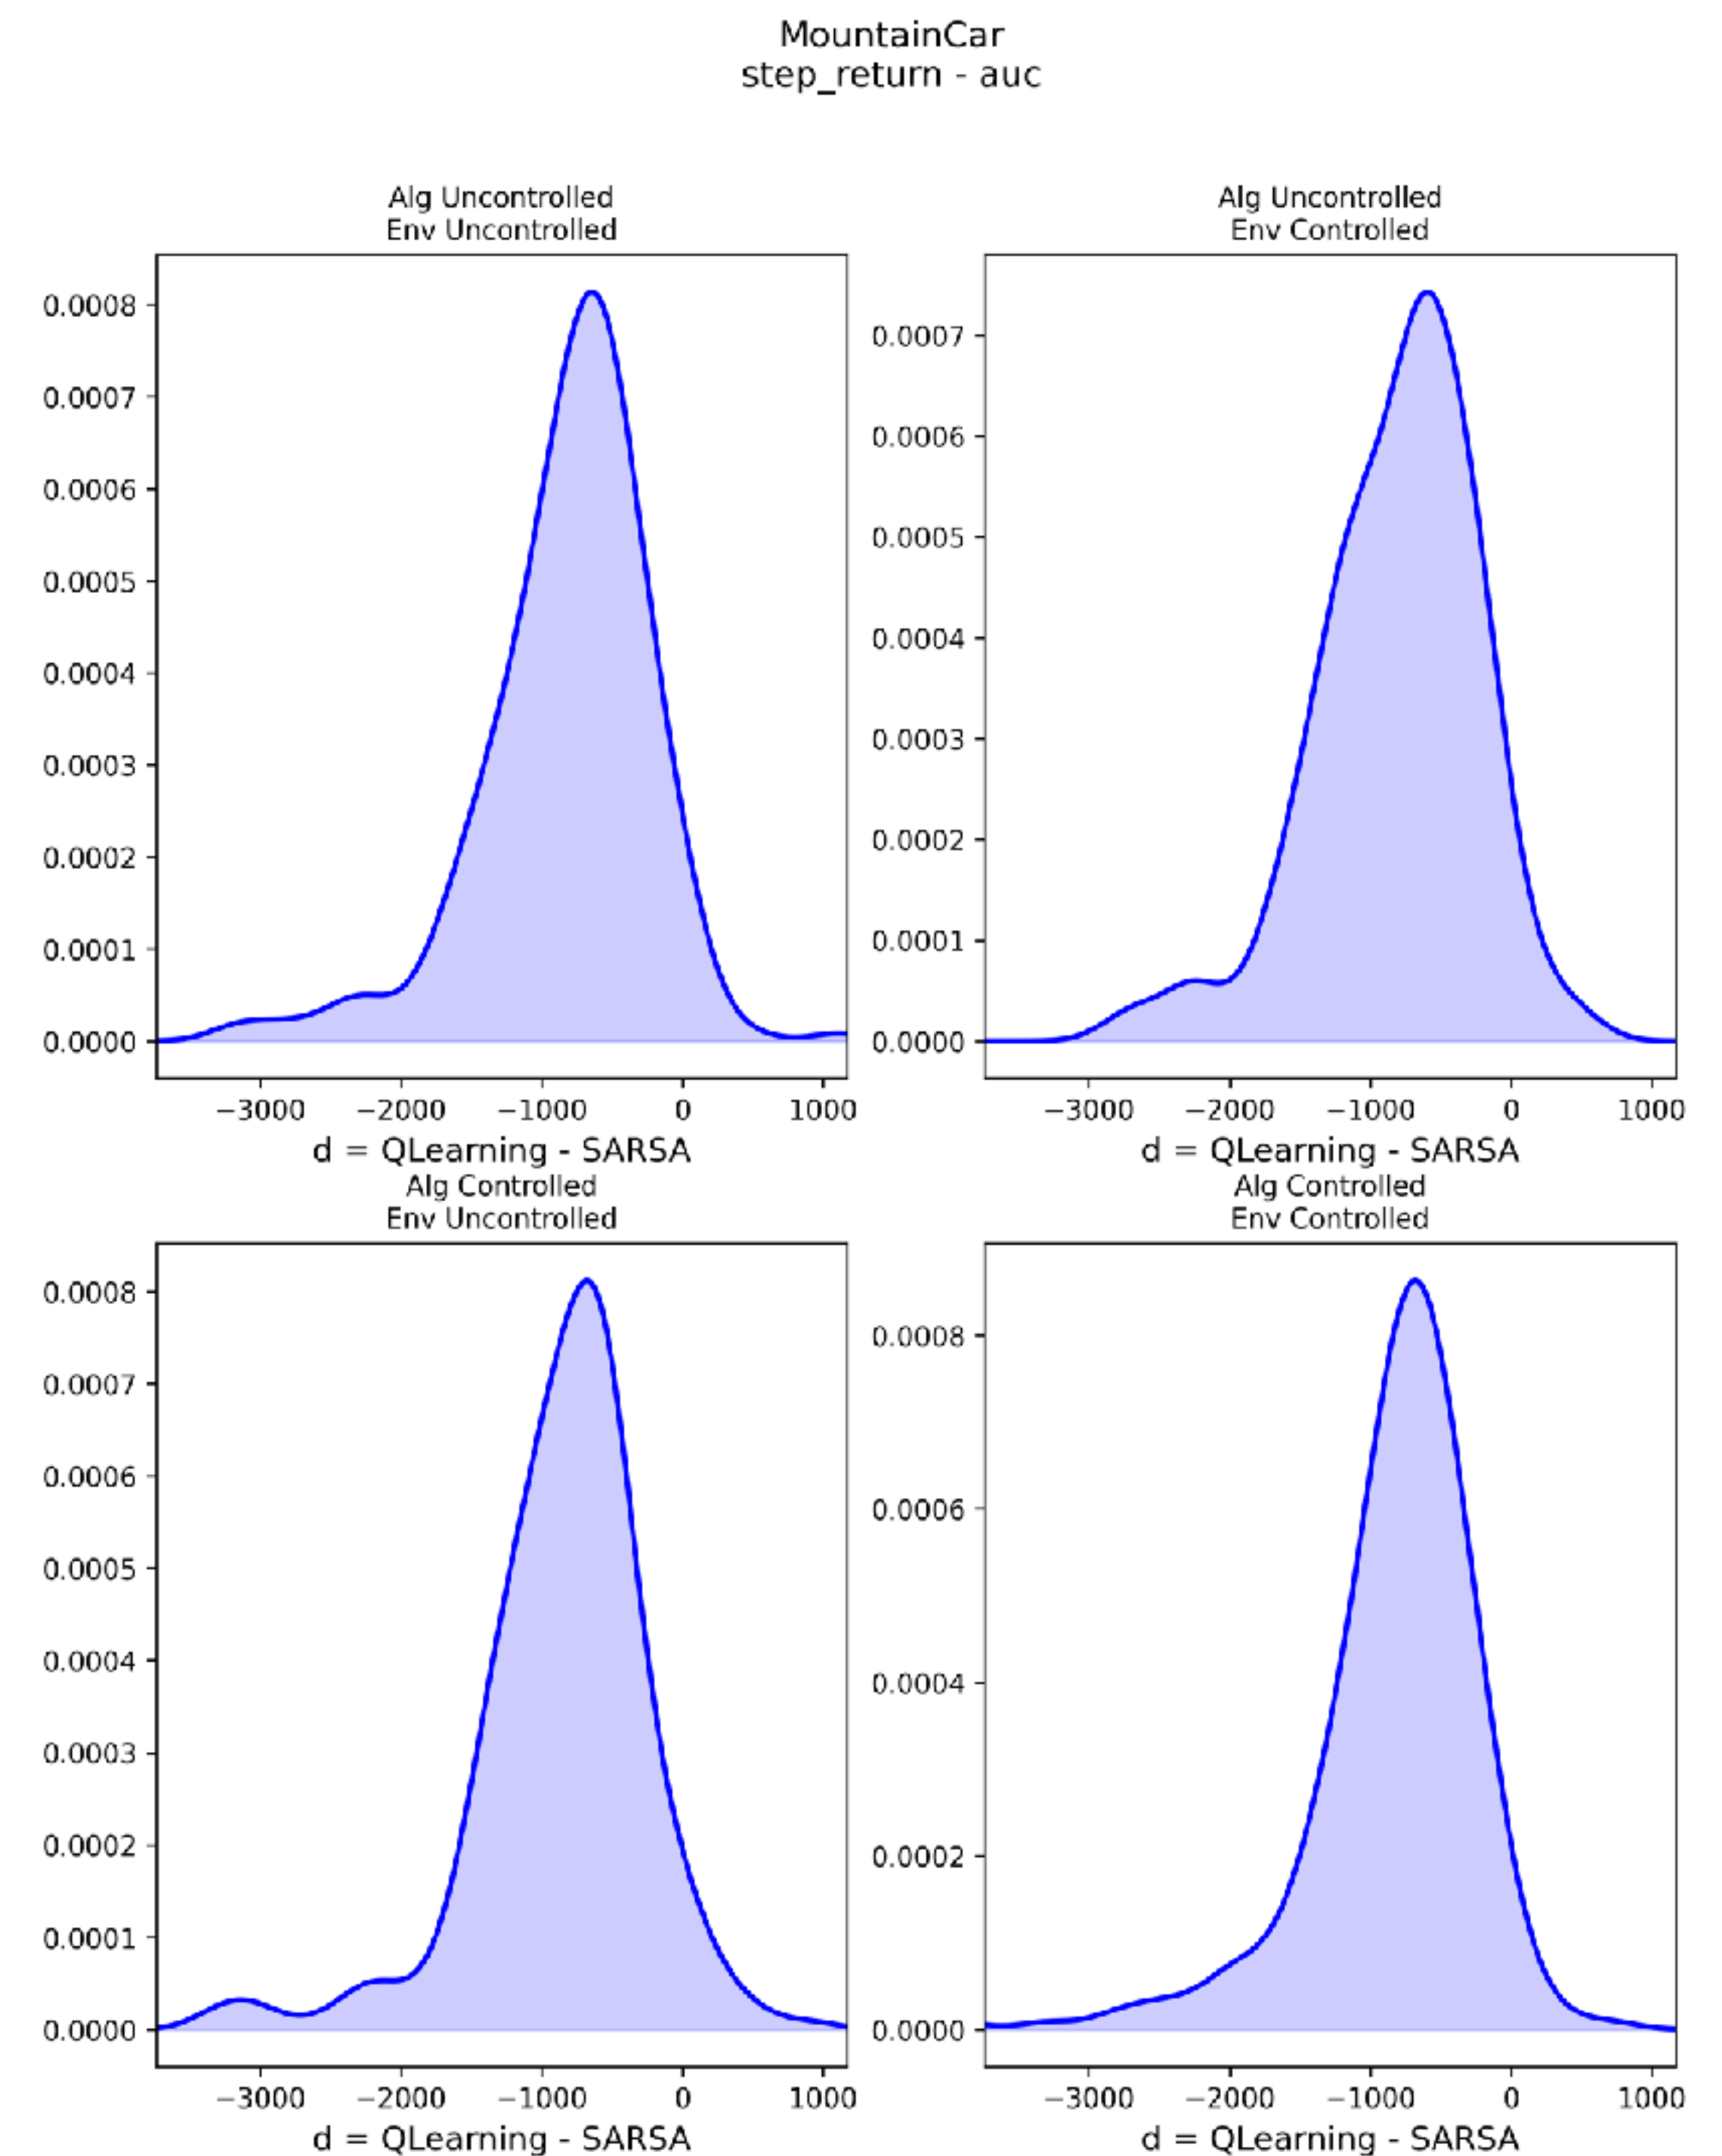 MountainCar
step_return - auc
Alg Uncontrolled
Env Uncontrolled
0.0008
0.0007
0.0006
0.0005
0.0004
0.0003
0.0002
0.0001
0.0000
−3000 −2000 −1000 0 1000
d = QLearning - SARSA
Alg Uncontrolled
Env Controlled
0.0007
0.0006
0.0005
0.0004
0.0003
0.0002
0.0001
0.0000
−3000 −2000 −1000 0 1000
d = QLearning - SARSA
Alg Controlled
Env Uncontrolled
0.0008
0.0007
0.0006
0.0005
0.0004
0.0003
0.0002
0.0001
0.0000
−3000 −2000 −1000 0 1000
d = QLearning - SARSA
Alg Controlled
Env Controlled
0.0008
0.0006
0.0004
0.0002
0.0000
−3000 −2000 −1000 0 1000
d = QLearning - SARSA